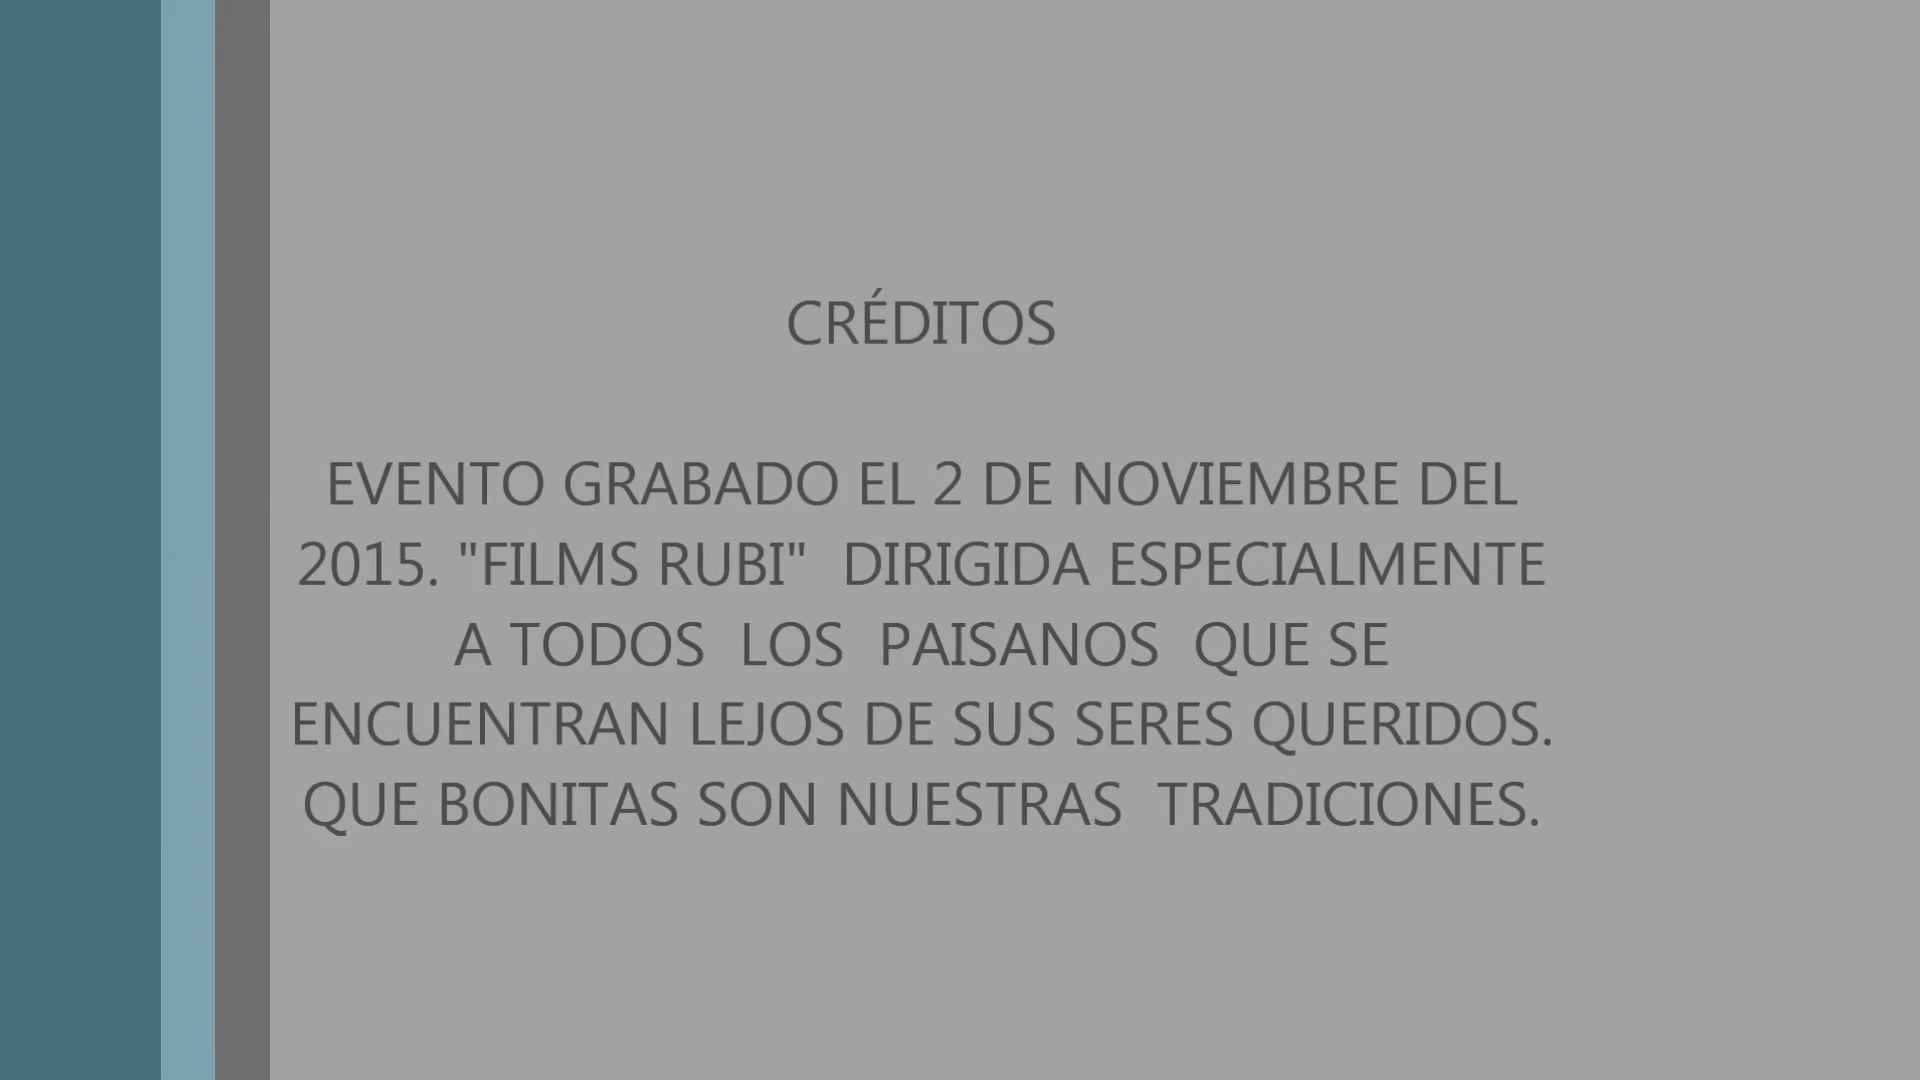 CRÉDITOS
EVENTO GRABADO EL 2 DE NOVIEMBRE DEL
2015. "FILMS RUBI"  DIRIGIDA ESPECIALMENTE
A TODOS  LOS  PAISANOS  QUE SE
ENCUENTRAN LEJOS DE SUS SERES QUERIDOS.
QUE BONITAS SON NUESTRAS  TRADICIONES.